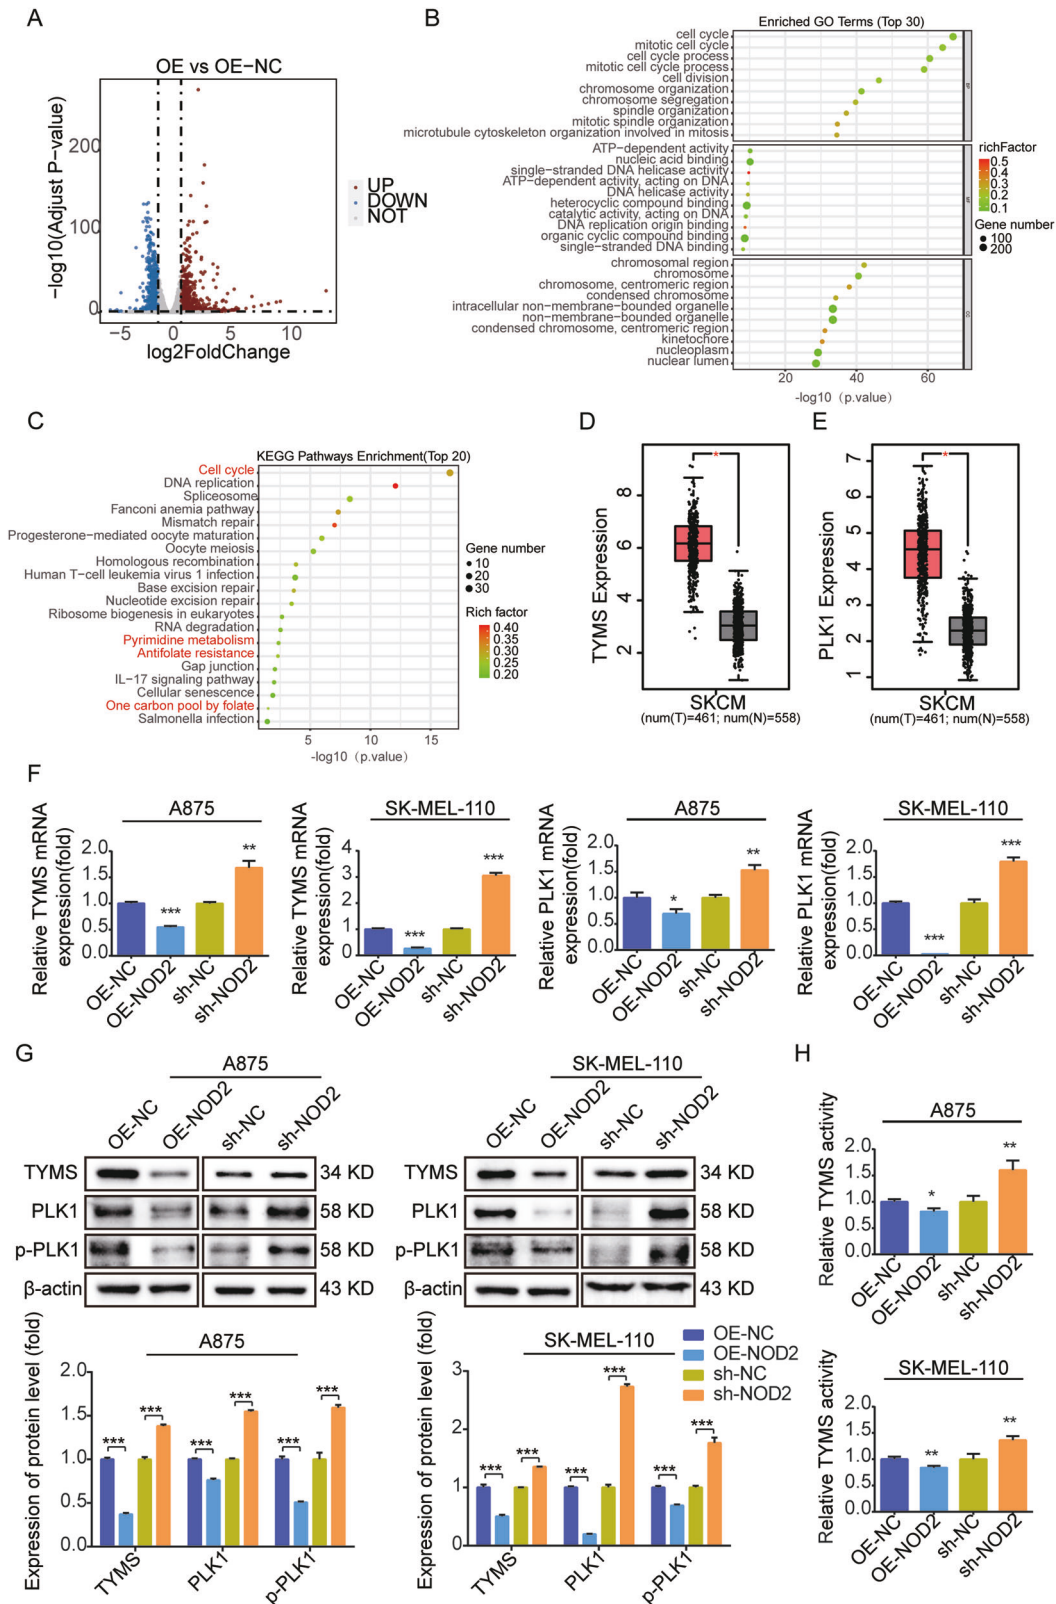 A
OE vs OE−NC
−log10(Adjust P−value)
200
100
0
−5 0 5 10
log2FoldChange
UP
DOWN
NOT
B
Enriched GO Terms (Top 30)
cell cycle
mitotic cell cycle
cell cycle process
mitotic cell cycle process
cell division
chromosome organization
chromosome segregation
spindle organization
mitotic spindle organization
microtubule cytoskeleton organization involved in mitosis
BP
ATP−dependent activity
nucleic acid binding
single−stranded DNA helicase activity
ATP−dependent activity, acting on DNA
DNA helicase activity
heterocyclic compound binding
catalytic activity, acting on DNA
DNA replication origin binding
organic cyclic compound binding
single−stranded DNA binding
MF
chromosomal region
chromosome
chromosome, centromeric region
condensed chromosome
intracellular non−membrane−bounded organelle
non−membrane−bounded organelle
condensed chromosome, centromeric region
kinetochore
nucleoplasm
nuclear lumen
CC
20 40 60
-log10（p.value）
richFactor
0.5
0.4
0.3
0.2
0.1
Gene number
100
200
C
KEGG Pathways Enrichment(Top 20)
Cell cycle
DNA replication
Spliceosome
Fanconi anemia pathway
Mismatch repair
Progesterone−mediated oocyte maturation
Oocyte meiosis
Homologous recombination
Human T−cell leukemia virus 1 infection
Base excision repair
Nucleotide excision repair
Ribosome biogenesis in eukaryotes
RNA degradation
Pyrimidine metabolism
Antifolate resistance
Gap junction
IL−17 signaling pathway
Cellular senescence
One carbon pool by folate
Salmonella infection
5 10 15
-log10（p.value）
Gene number
10
20
30
Rich factor
0.40
0.35
0.30
0.25
0.20
D
TYMS Expression
8
6
4
2
*
SKCM
(num(T)=461; num(N)=558)
E
PLK1 Expression
7
6
5
4
3
2
1
*
SKCM
(num(T)=461; num(N)=558)
F
A875
Relative TYMS mRNA
expression(fold)
2.0
1.5
1.0
0.5
0.0
***
**
OE-NC OE-NOD2 sh-NC sh-NOD2
SK-MEL-110
Relative TYMS mRNA
expression(fold)
4
3
2
1
0
***
***
OE-NC OE-NOD2 sh-NC sh-NOD2
A875
Relative PLK1 mRNA
expression(fold)
2.0
1.5
1.0
0.5
0.0
*
**
OE-NC OE-NOD2 sh-NC sh-NOD2
SK-MEL-110
Relative PLK1 mRNA
expression(fold)
2.0
1.5
1.0
0.5
0.0
***
***
OE-NC OE-NOD2 sh-NC sh-NOD2
G
A875
OE-NC OE-NOD2 sh-NC sh-NOD2
TYMS 34 KD
PLK1 58 KD
p-PLK1 58 KD
β-actin 43 KD
SK-MEL-110
OE-NC OE-NOD2 sh-NC sh-NOD2
TYMS 34 KD
PLK1 58 KD
p-PLK1 58 KD
β-actin 43 KD
A875
Expression of protein level (fold)
2.0
1.5
1.0
0.5
0.0
*** *** *** *** *** ***
TYMS PLK1 p-PLK1
SK-MEL-110
Expression of protein level (fold)
3
2
1
0
*** *** *** *** *** ***
TYMS PLK1 p-PLK1
OE-NC
OE-NOD2
sh-NC
sh-NOD2
H
A875
Relative TYMS activity
2.0
1.5
1.0
0.5
0.0
*
**
OE-NC OE-NOD2 sh-NC sh-NOD2
SK-MEL-110
Relative TYMS activity
2.0
1.5
1.0
0.5
0.0
**
**
OE-NC OE-NOD2 sh-NC sh-NOD2